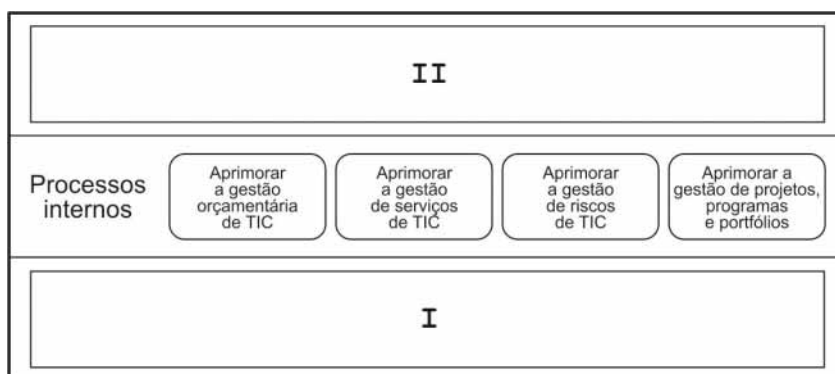 II
Processos
internos
Aprimorar
a gestão
orçamentária
de TIC
Aprimorar
a gestão
de serviços
de TIC
Aprimorar
a gestão
de riscos
de TIC
Aprimorar a
gestão de projetos,
programas
e portfólios
I